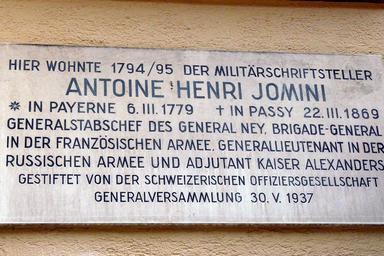 HIER WOHNTE 1794/95 DER MILITÄRSCHRIFTSTELLER
ANTOINE HENRI JOMINI
✲ IN PAYERNE 6.III.1779 ✝ IN PASSY 22.III.1869
GENERALSTABSCHEF DES GENERAL NEY, BRIGADE-GENERAL
IN DER FRANZÖSISCHEN ARMEE, GENERALLIEUTENANT IN DER
RUSSISCHEN ARMEE UND ADJUTANT KAISER ALEXANDERS
GESTIFTET VON DER SCHWEIZERISCHEN OFFIZIERSGESELLSCHAFT
GENERALVERSAMMLUNG 30.V.1937